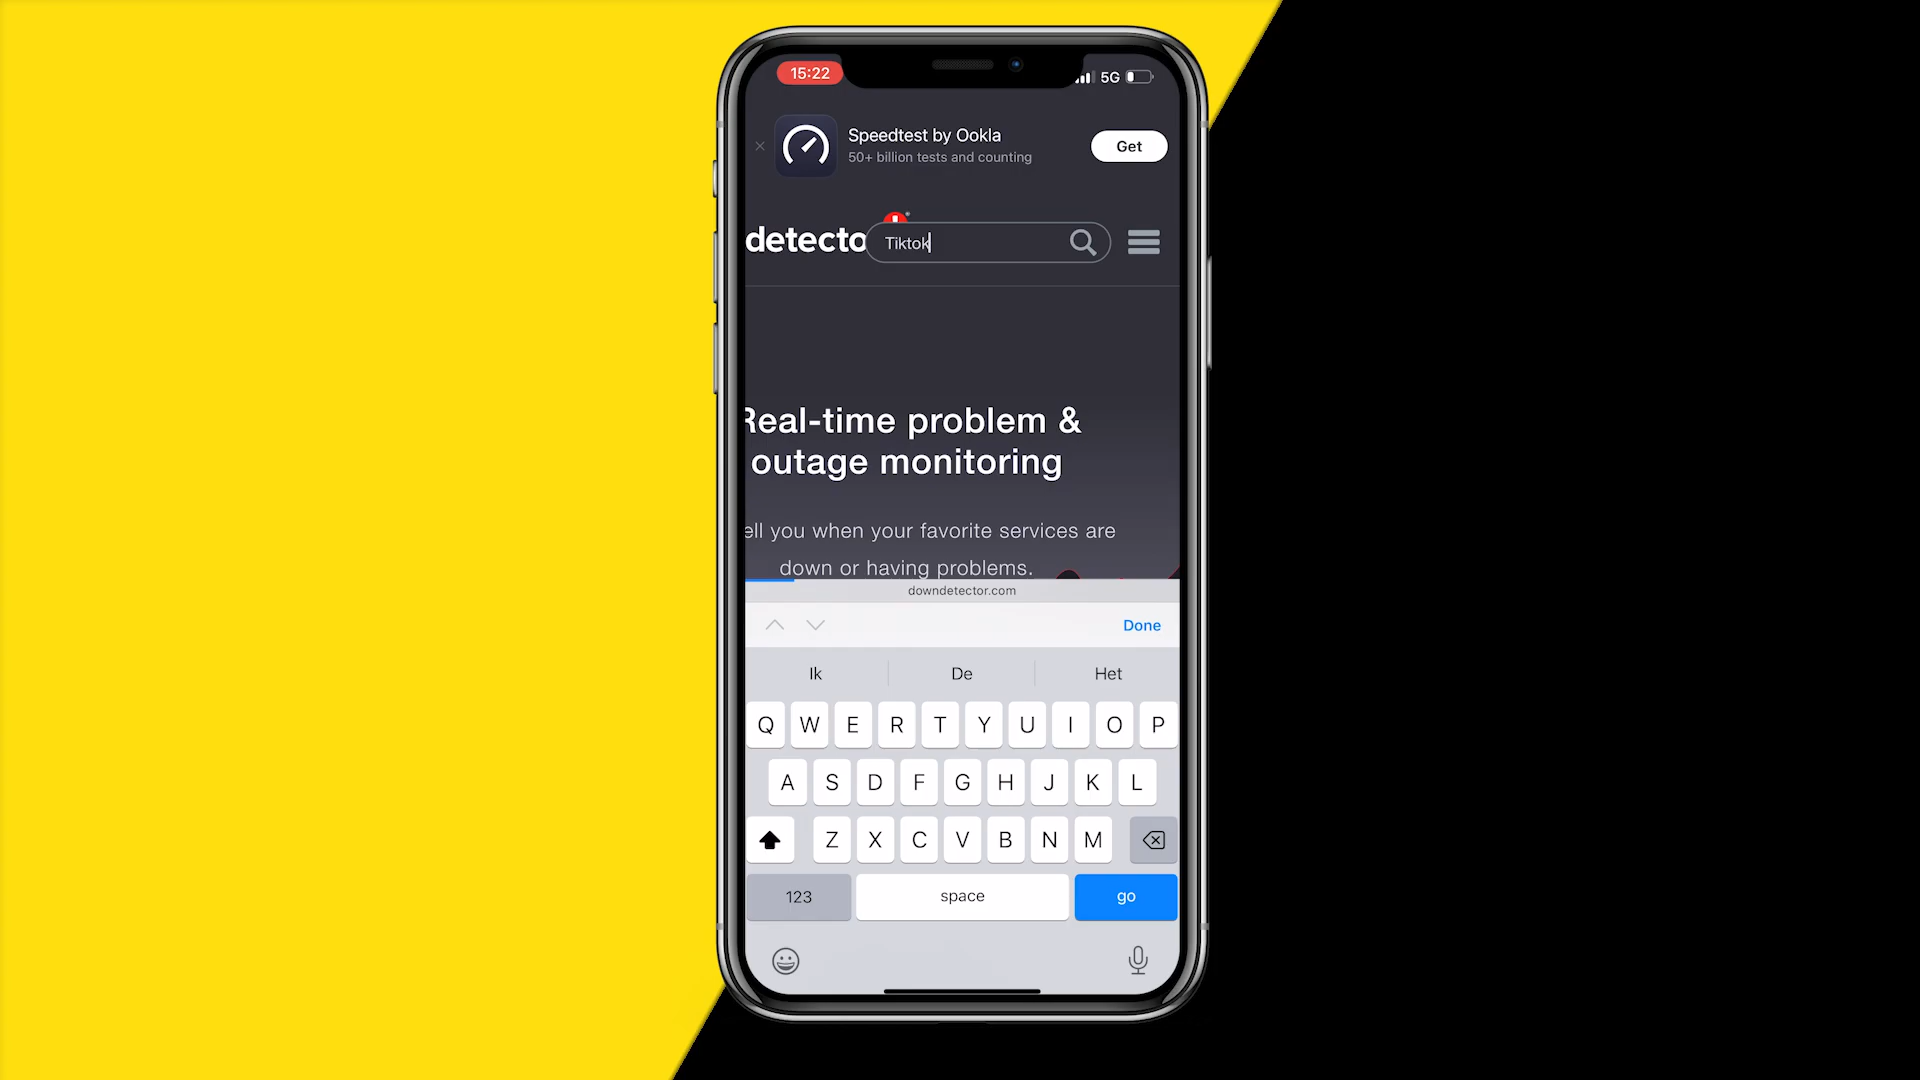 15:22
5G
Speedtest by Ookla
50+ billion tests and counting
Get
detecto
Tiktok
Real-time problem &
outage monitoring
ell you when your favorite services are
down or having problems.
downdetector.com
Done
Ik De Het
Q W E R T Y U I O P
A S D F G H J K L
Z X C V B N M
123 space go